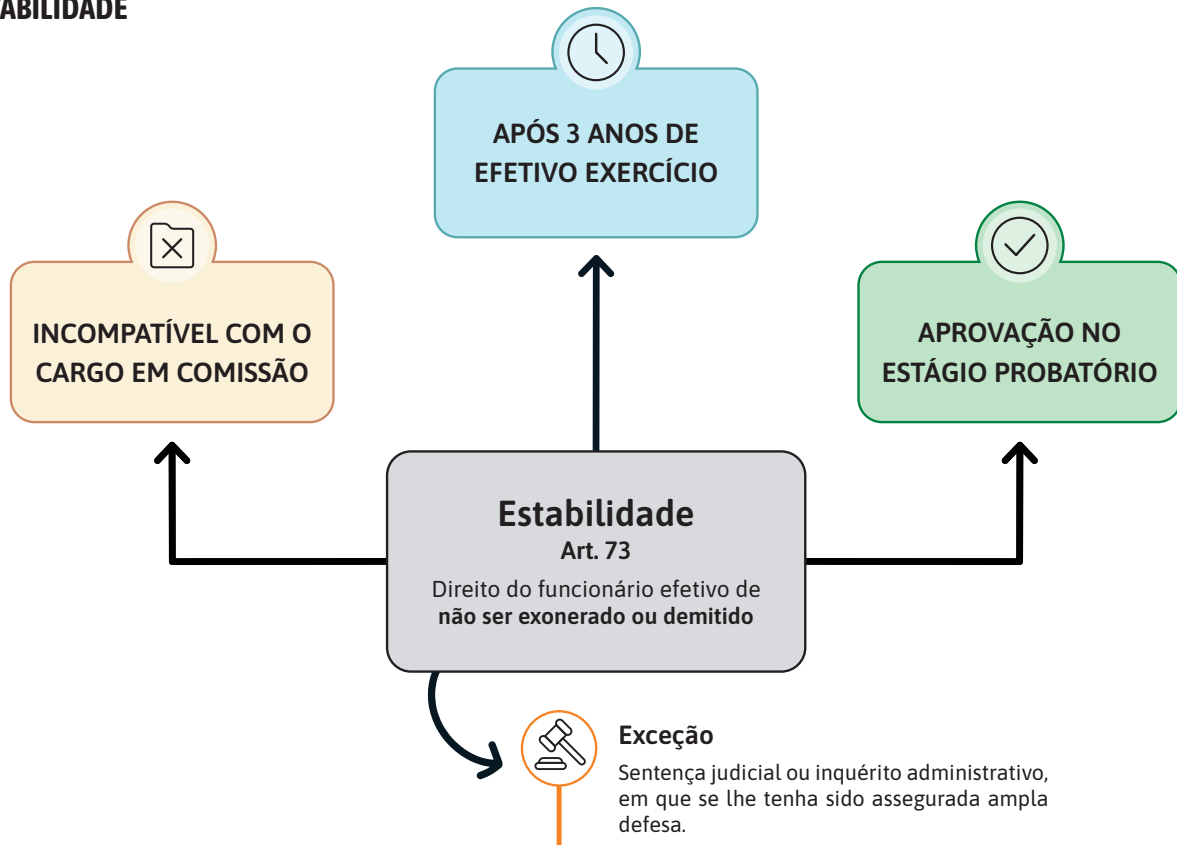 TABILIDADE
APÓS 3 ANOS DE
EFETIVO EXERCÍCIO
INCOMPATÍVEL COM O
CARGO EM COMISSÃO
APROVAÇÃO NO
ESTÁGIO PROBATÓRIO
Estabilidade
Art. 73
Direito do funcionário efetivo de
não ser exonerado ou demitido
Exceção
Sentença judicial ou inquérito administrativo,
em que se lhe tenha sido assegurada ampla
defesa.